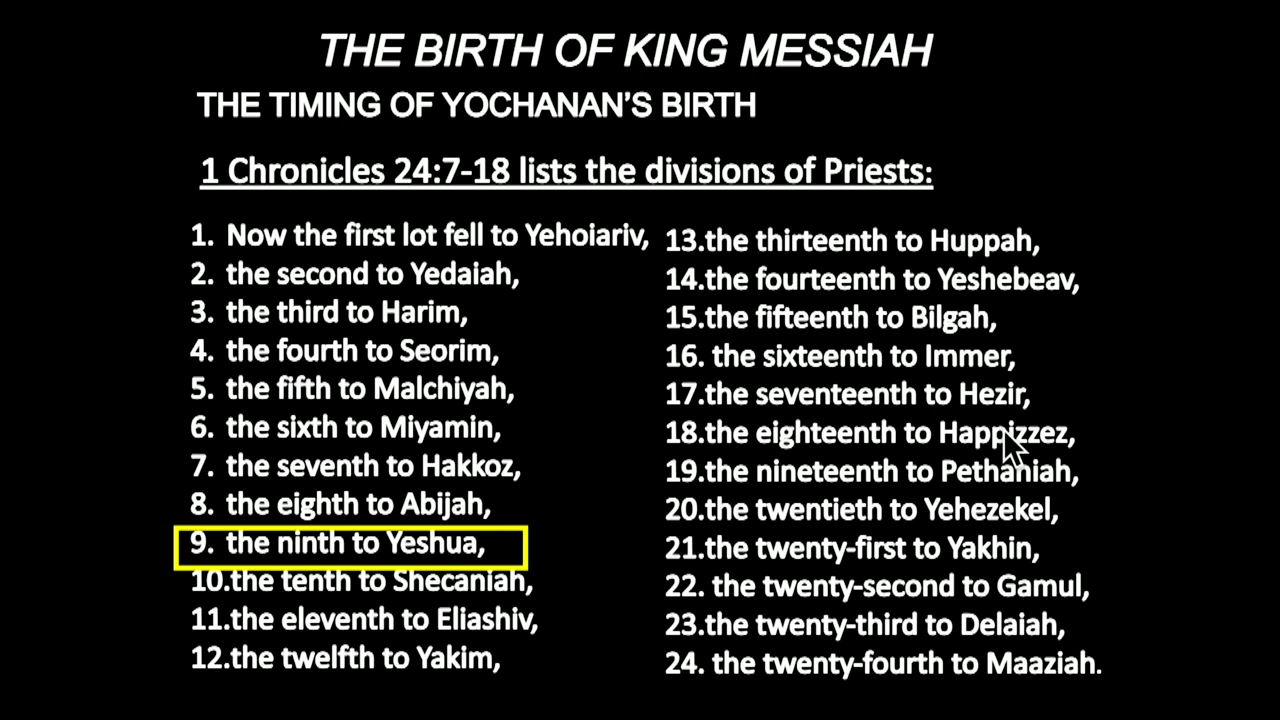 THE BIRTH OF KING MESSIAH
THE TIMING OF YOCHANAN'S BIRTH
1 Chronicles 24:7-18 lists the divisions of Priests:
1. Now the first lot fell to Yehoiariv,
2. the second to Yedaiah,
3. the third to Harim,
4. the fourth to Seorim,
5. the fifth to Malchiyah,
6. the sixth to Miyamin,
7. the seventh to Hakkoz,
8. the eighth to Abijah,
9. the ninth to Yeshua,
10.the tenth to Shecaniah,
11.the eleventh to Eliashiv,
12.the twelfth to Yakim,
13.the thirteenth to Huppah,
14.the fourteenth to Yeshebeav,
15.the fifteenth to Bilgah,
16. the sixteenth to Immer,
17.the seventeenth to Hezir,
18.the eighteenth to Happizzez,
19.the nineteenth to Pethahiah,
20.the twentieth to Yehezekel,
21.the twenty-first to Yakhin,
22. the twenty-second to Gamul,
23.the twenty-third to Delaiah,
24. the twenty-fourth to Maaziah.